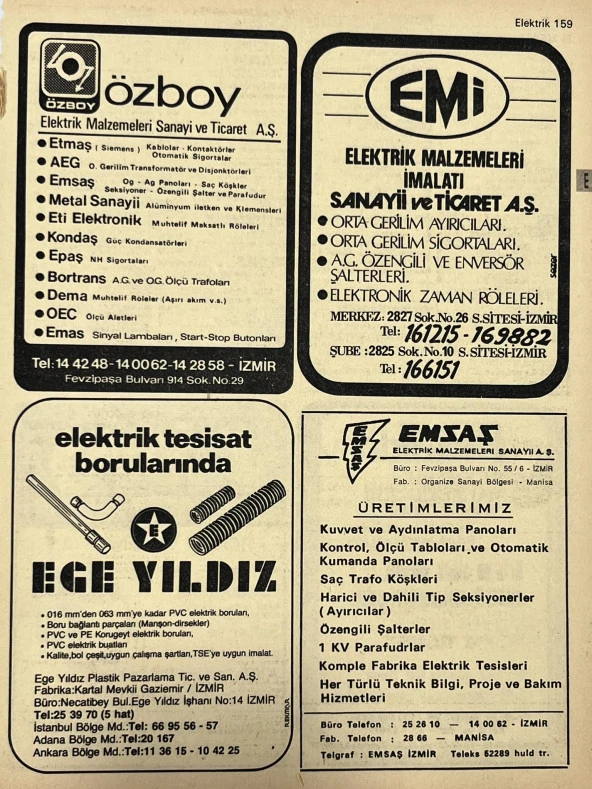 Elektrik 159
ÖZBOY
özboy
Elektrik Malzemeleri Sanayi ve Ticaret A.Ş.
● Etmaş ( Siemens ) Kablolar - Kontaktörler
Otomatik Sigortalar
● AEG O. Gerilim Transformatör ve Disjonktörleri
● Emsaş Og - Ag Panoları - Saç Köşkler
Seksiyoner - Özengili Şalter ve Parafudur
● Metal Sanayii Alüminyum iletken ve Klemensleri
● Eti Elektronik Muhtelif Maksatlı Röleleri
● Kondaş Güç Kondansatörleri
● Epaş NH Sigortaları
● Bortrans A.G. ve OG. Ölçü Trafoları
● Dema Muhtelif Röleler (Aşırı akım v.s.)
● OEC Ölçü Aletleri
● Emas Sinyal Lambaları , Start-Stop Butonları
Tel: 14 42 48 - 14 00 62 - 14 28 58 - İZMİR
Fevzipaşa Bulvarı 914 Sok. No. 29
EMİ
ELEKTRİK MALZEMELERİ
İMALATI
SANAYİİ ve TİCARET A.Ş.
● ORTA GERİLİM AYIRICILARI.
● ORTA GERİLİM SİGORTALARI.
● A.G. ÖZENGİLİ VE ENVERSÖR
ŞALTERLERİ.
● ELEKTRONİK ZAMAN RÖLELERİ.
MERKEZ: 2827 Sok. No. 26 S.SİTESİ-İZMİR
Tel: 161215 - 169882
ŞUBE : 2825 Sok. No. 10 S.SİTESİ-İZMİR
Tel : 166151
sezer
E
elektrik tesisat
borularında
E
EGE YILDIZ
● 016 mm'den 063 mm'ye kadar PVC elektrik boruları,
● Boru bağlantı parçaları (Manşon-dirsekler)
● PVC ve PE Korugeyt elektrik boruları,
● PVC elektrik buatları
● Kalite,bol çeşit,uygun çalışma şartları,TSE'ye uygun imalat.
Ege Yıldız Plastik Pazarlama Tic. ve San. A.Ş.
Fabrika:Kartal Mevkii Gaziemir / İZMİR
Büro:Necatibey Bul.Ege Yıldız İşhanı No:14 İZMİR
Tel:25 39 70 (5 hat)
İstanbul Bölge Md.:Tel: 66 95 56 - 57
Adana Bölge Md.:Tel:20 167
Ankara Bölge Md.:Tel:11 36 15 - 10 42 25
EMSAŞ
EMSAŞ
ELEKTRİK MALZEMELERİ SANAYİİ A. Ş.
Büro : Fevzipaşa Bulvarı No. 55 / 6 - İZMİR
Fab. : Organize Sanayi Bölgesi - Manisa
ÜRETİMLERİMİZ
Kuvvet ve Aydınlatma Panoları
Kontrol, Ölçü Tabloları ve Otomatik
Kumanda Panoları
Saç Trafo Köşkleri
Harici ve Dahili Tip Seksiyonerler
( Ayırıcılar )
Özengili Şalterler
1 KV Parafudrlar
Komple Fabrika Elektrik Tesisleri
Her Türlü Teknik Bilgi, Proje ve Bakım
Hizmetleri
Büro Telefon : 25 26 10 — 14 00 62 - İZMİR
Fab. Telefon : 28 66 — MANİSA
Telgraf : EMSAŞ İZMİR Teleks 52289 huld tr.